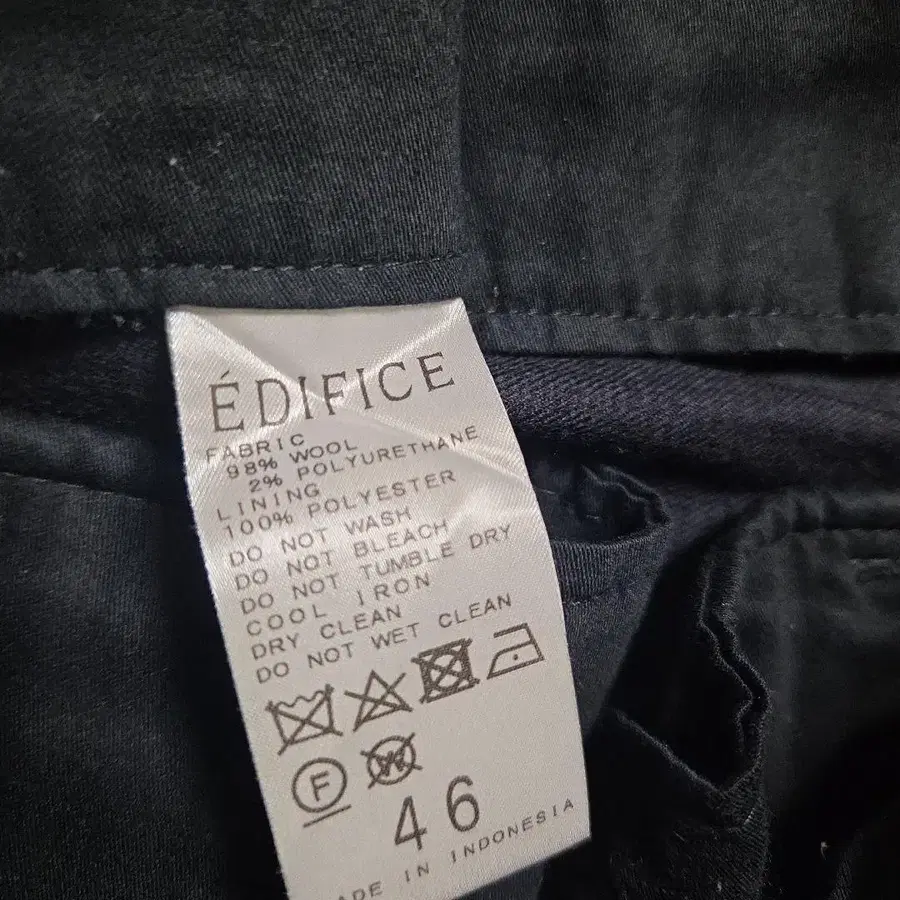 ÉDIFICE
FABRIC
98% WOOL
2% POLYURETHANE
LINING
100% POLYESTER
DO NOT WASH
DO NOT BLEACH
DO NOT TUMBLE DRY
COOL IRON
DRY CLEAN
DO NOT WET CLEAN
F W
46
ADE IN INDONESIA